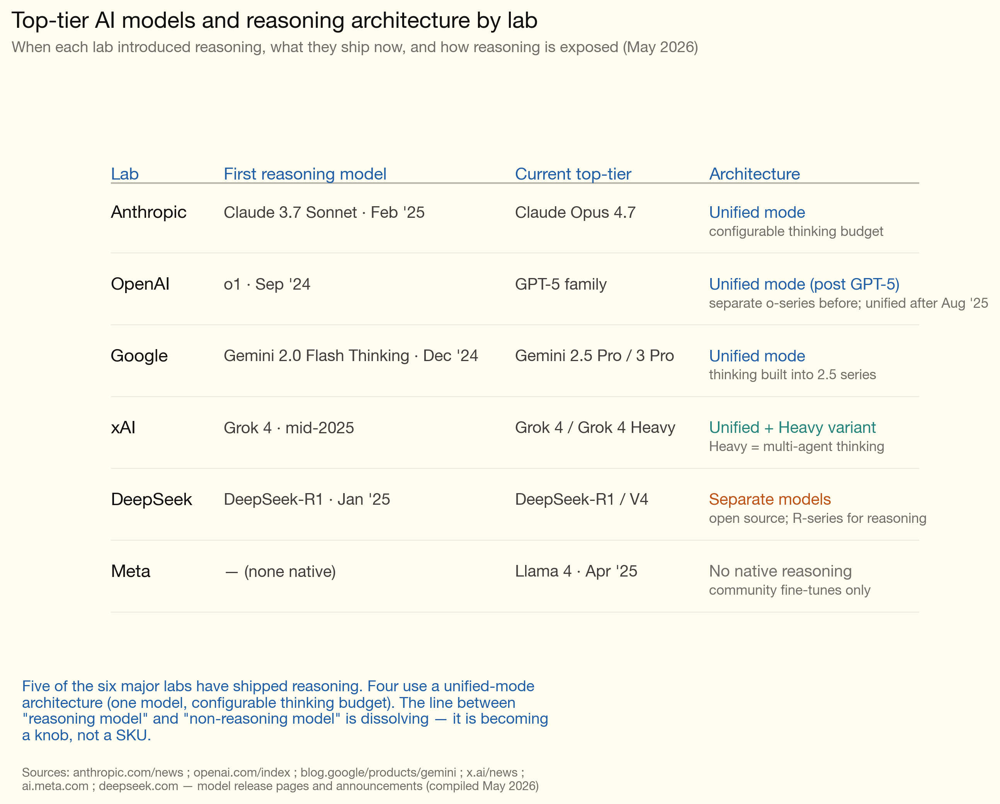 Top-tier AI models and reasoning architecture by lab
When each lab introduced reasoning, what they ship now, and how reasoning is exposed (May 2026)
Lab First reasoning model Current top-tier Architecture
Anthropic Claude 3.7 Sonnet · Feb '25 Claude Opus 4.7 Unified mode
configurable thinking budget
OpenAI o1 · Sep '24 GPT-5 family Unified mode (post GPT-5)
separate o-series before; unified after Aug '25
Google Gemini 2.0 Flash Thinking · Dec '24 Gemini 2.5 Pro / 3 Pro Unified mode
thinking built into 2.5 series
xAI Grok 4 · mid-2025 Grok 4 / Grok 4 Heavy Unified + Heavy variant
Heavy = multi-agent thinking
DeepSeek DeepSeek-R1 · Jan '25 DeepSeek-R1 / V4 Separate models
open source; R-series for reasoning
Meta — (none native) Llama 4 · Apr '25 No native reasoning
community fine-tunes only
Five of the six major labs have shipped reasoning. Four use a unified-mode
architecture (one model, configurable thinking budget). The line between
"reasoning model" and "non-reasoning model" is dissolving — it is becoming
a knob, not a SKU.
Sources: anthropic.com/news ; openai.com/index ; blog.google/products/gemini ; x.ai/news ;
ai.meta.com ; deepseek.com — model release pages and announcements (compiled May 2026)